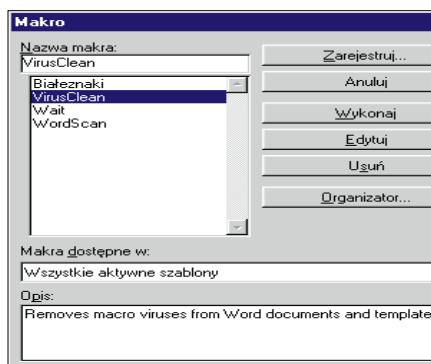 Makro
Nazwa makra:
VirusClean
Białeznaki
VirusClean
Wait
WordScan
Zarejestruj...
Anuluj
Wykonaj
Edytuj
Usuń
Organizator...
Makra dostępne w:
Wszystkie aktywne szablony
Opis:
Removes macro viruses from Word documents and template